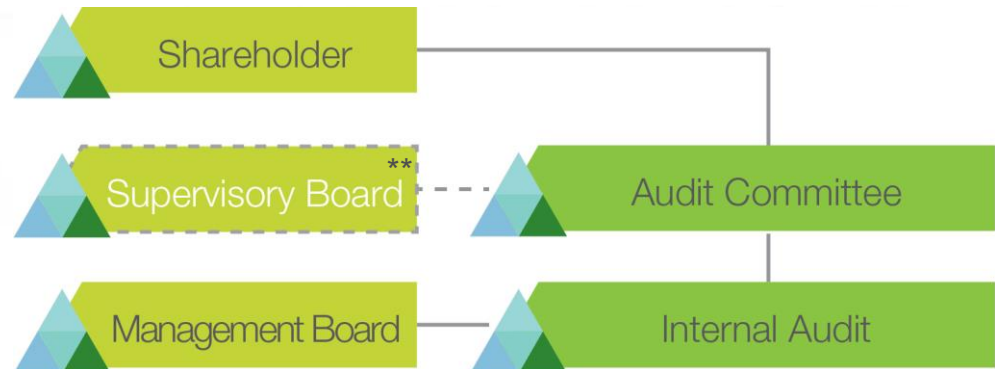 Shareholder
Supervisory Board**
Audit Committee
Management Board
Internal Audit